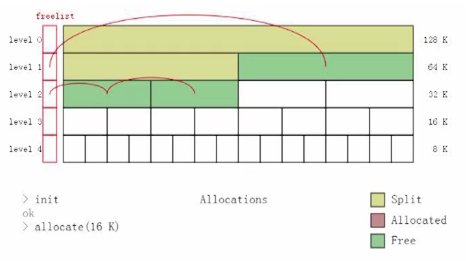 freelist
level 0 128 K
level 1 64 K
level 2 32 K
level 3 16 K
level 4 8 K
> init Allocations Split
ok Allocated
> allocate(16 K) Free